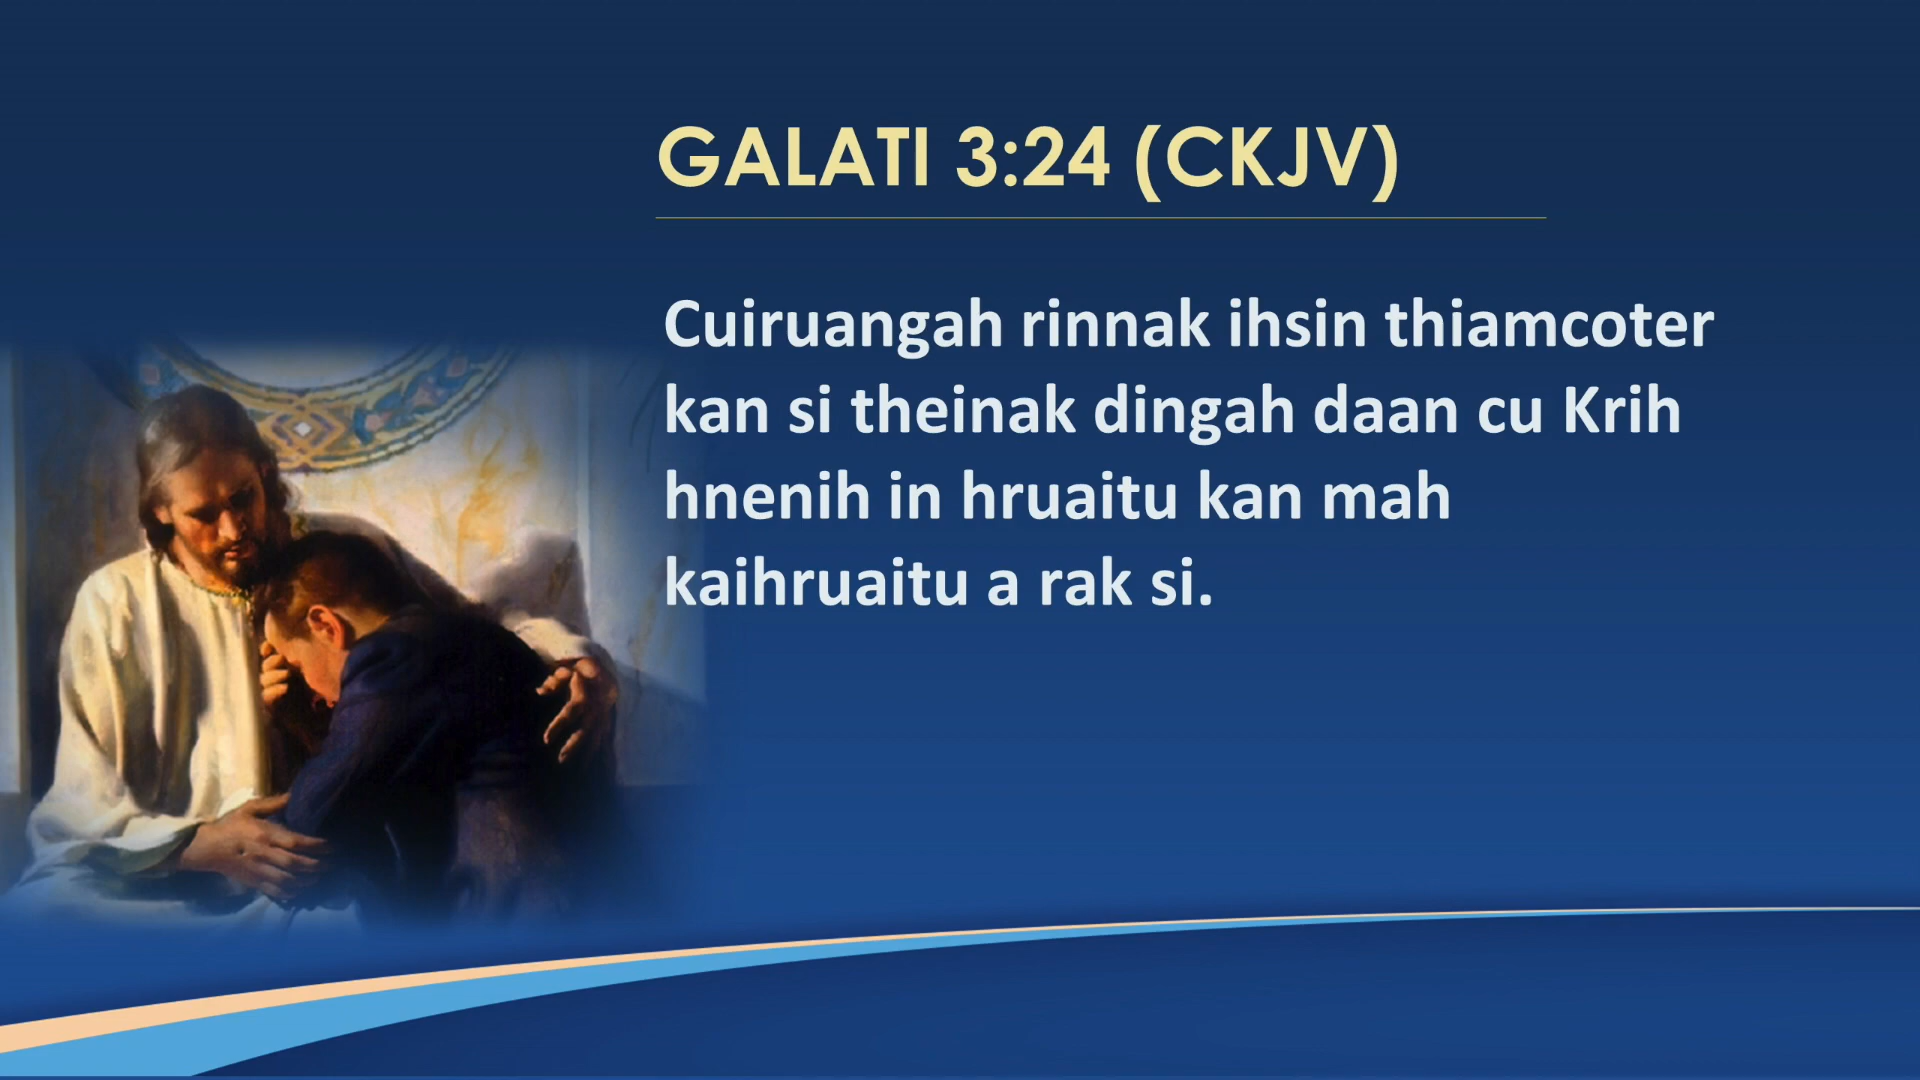 GALATI 3:24 (CKJV)
Cuiruangah rinnak ihsin thiamcoter
kan si theinak dingah daan cu Krih
hnenih in hruaitu kan mah
kaihruaitu a rak si.